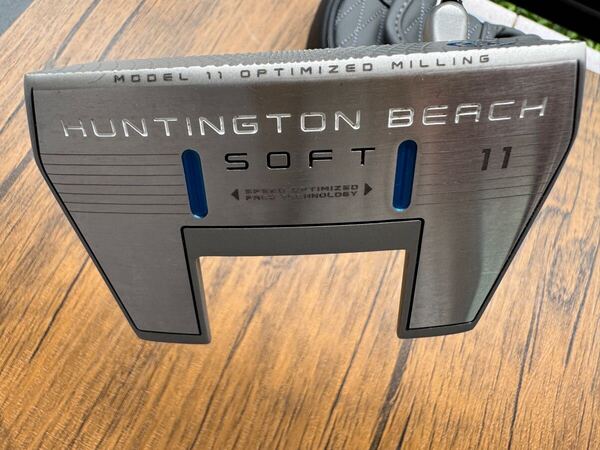 MODEL 11 OPTIMIZED MILLING
HUNTINGTON BEACH
SOFT
11
SPEED OPTIMIZED
FACE TECHNOLOGY